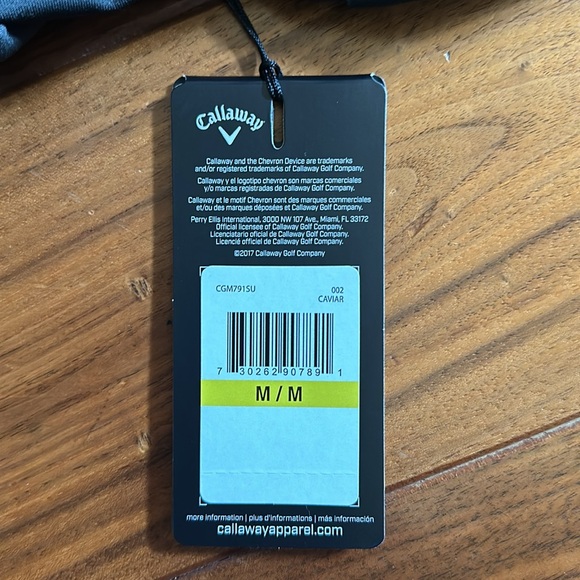 Callaway
Callaway and the Chevron Device are trademarks
and/or registered trademarks of Callaway Golf Company.
Callaway y el logotipo chevron son marcas comerciales
y/o marcas registradas de Callaway Golf Company.
Callaway et le motif Chevron sont des marques commerciales
et/ou des marques déposées et Callaway Golf Company.
Perry Ellis international, 3000 NW 107 Ave., Miami, FL 33172
Official licensee of Callaway Golf Company.
Licenciatario oficial de Callaway Golf Company.
Licencié officiel de Callaway Golf Company.
©2017 Callaway Golf Company
CGM791SU 002
CAVIAR
7 30262 90789 1
M / M
more information | plus d'informations | más información
callawayapparel.com